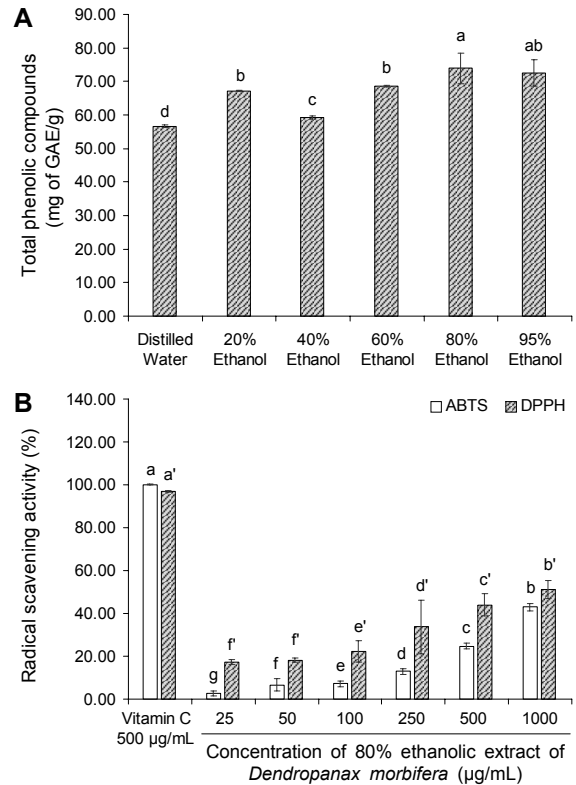 A
Total phenolic compounds
(mg of GAE/g)
90.00
80.00
70.00
60.00
50.00
40.00
30.00
20.00
10.00
0.00
d
b
c
b
a
ab
Distilled
Water
20%
Ethanol
40%
Ethanol
60%
Ethanol
80%
Ethanol
95%
Ethanol
B
ABTS DPPH
Radical scavening activity (%)
140.00
120.00
100.00
80.00
60.00
40.00
20.00
0.00
a a'
g f'
f f'
e e'
d d'
c c'
b b'
Vitamin C
500 µg/mL
25 50 100 250 500 1000
Concentration of 80% ethanolic extract of
Dendropanax morbifera (µg/mL)